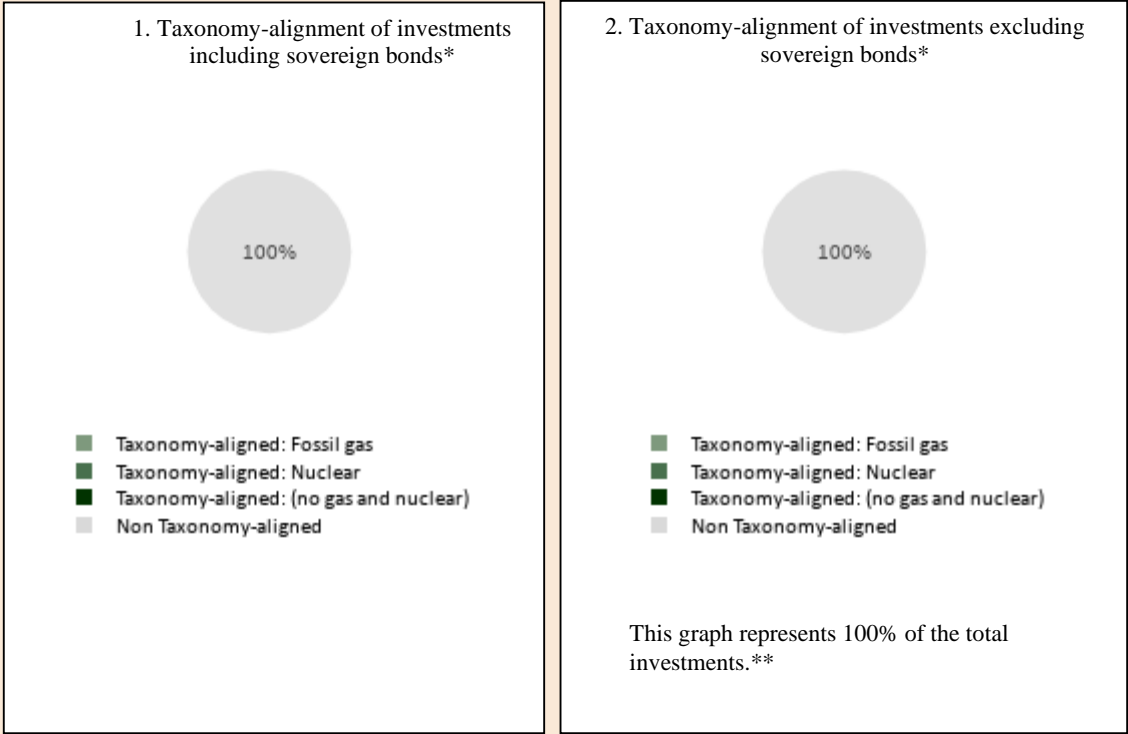 1. Taxonomy-alignment of investments
including sovereign bonds*
100%
Taxonomy-aligned: Fossil gas
Taxonomy-aligned: Nuclear
Taxonomy-aligned: (no gas and nuclear)
Non Taxonomy-aligned
2. Taxonomy-alignment of investments excluding
sovereign bonds*
100%
Taxonomy-aligned: Fossil gas
Taxonomy-aligned: Nuclear
Taxonomy-aligned: (no gas and nuclear)
Non Taxonomy-aligned
This graph represents 100% of the total
investments.**